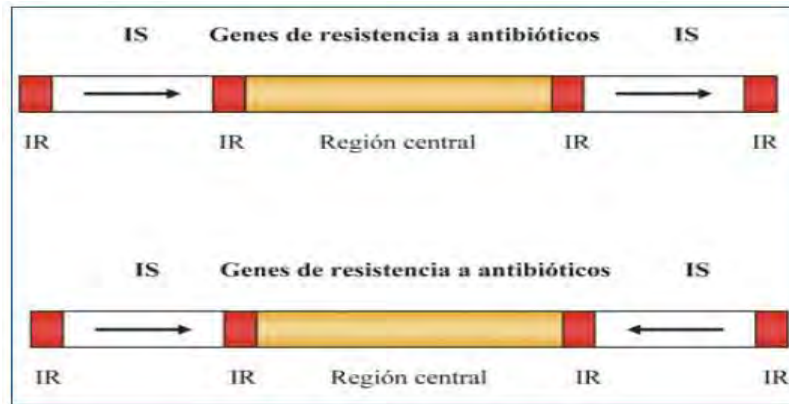 IS Genes de resistencia a antibióticos IS
IR IR Región central IR IR
IS Genes de resistencia a antibióticos IS
IR IR Región central IR IR